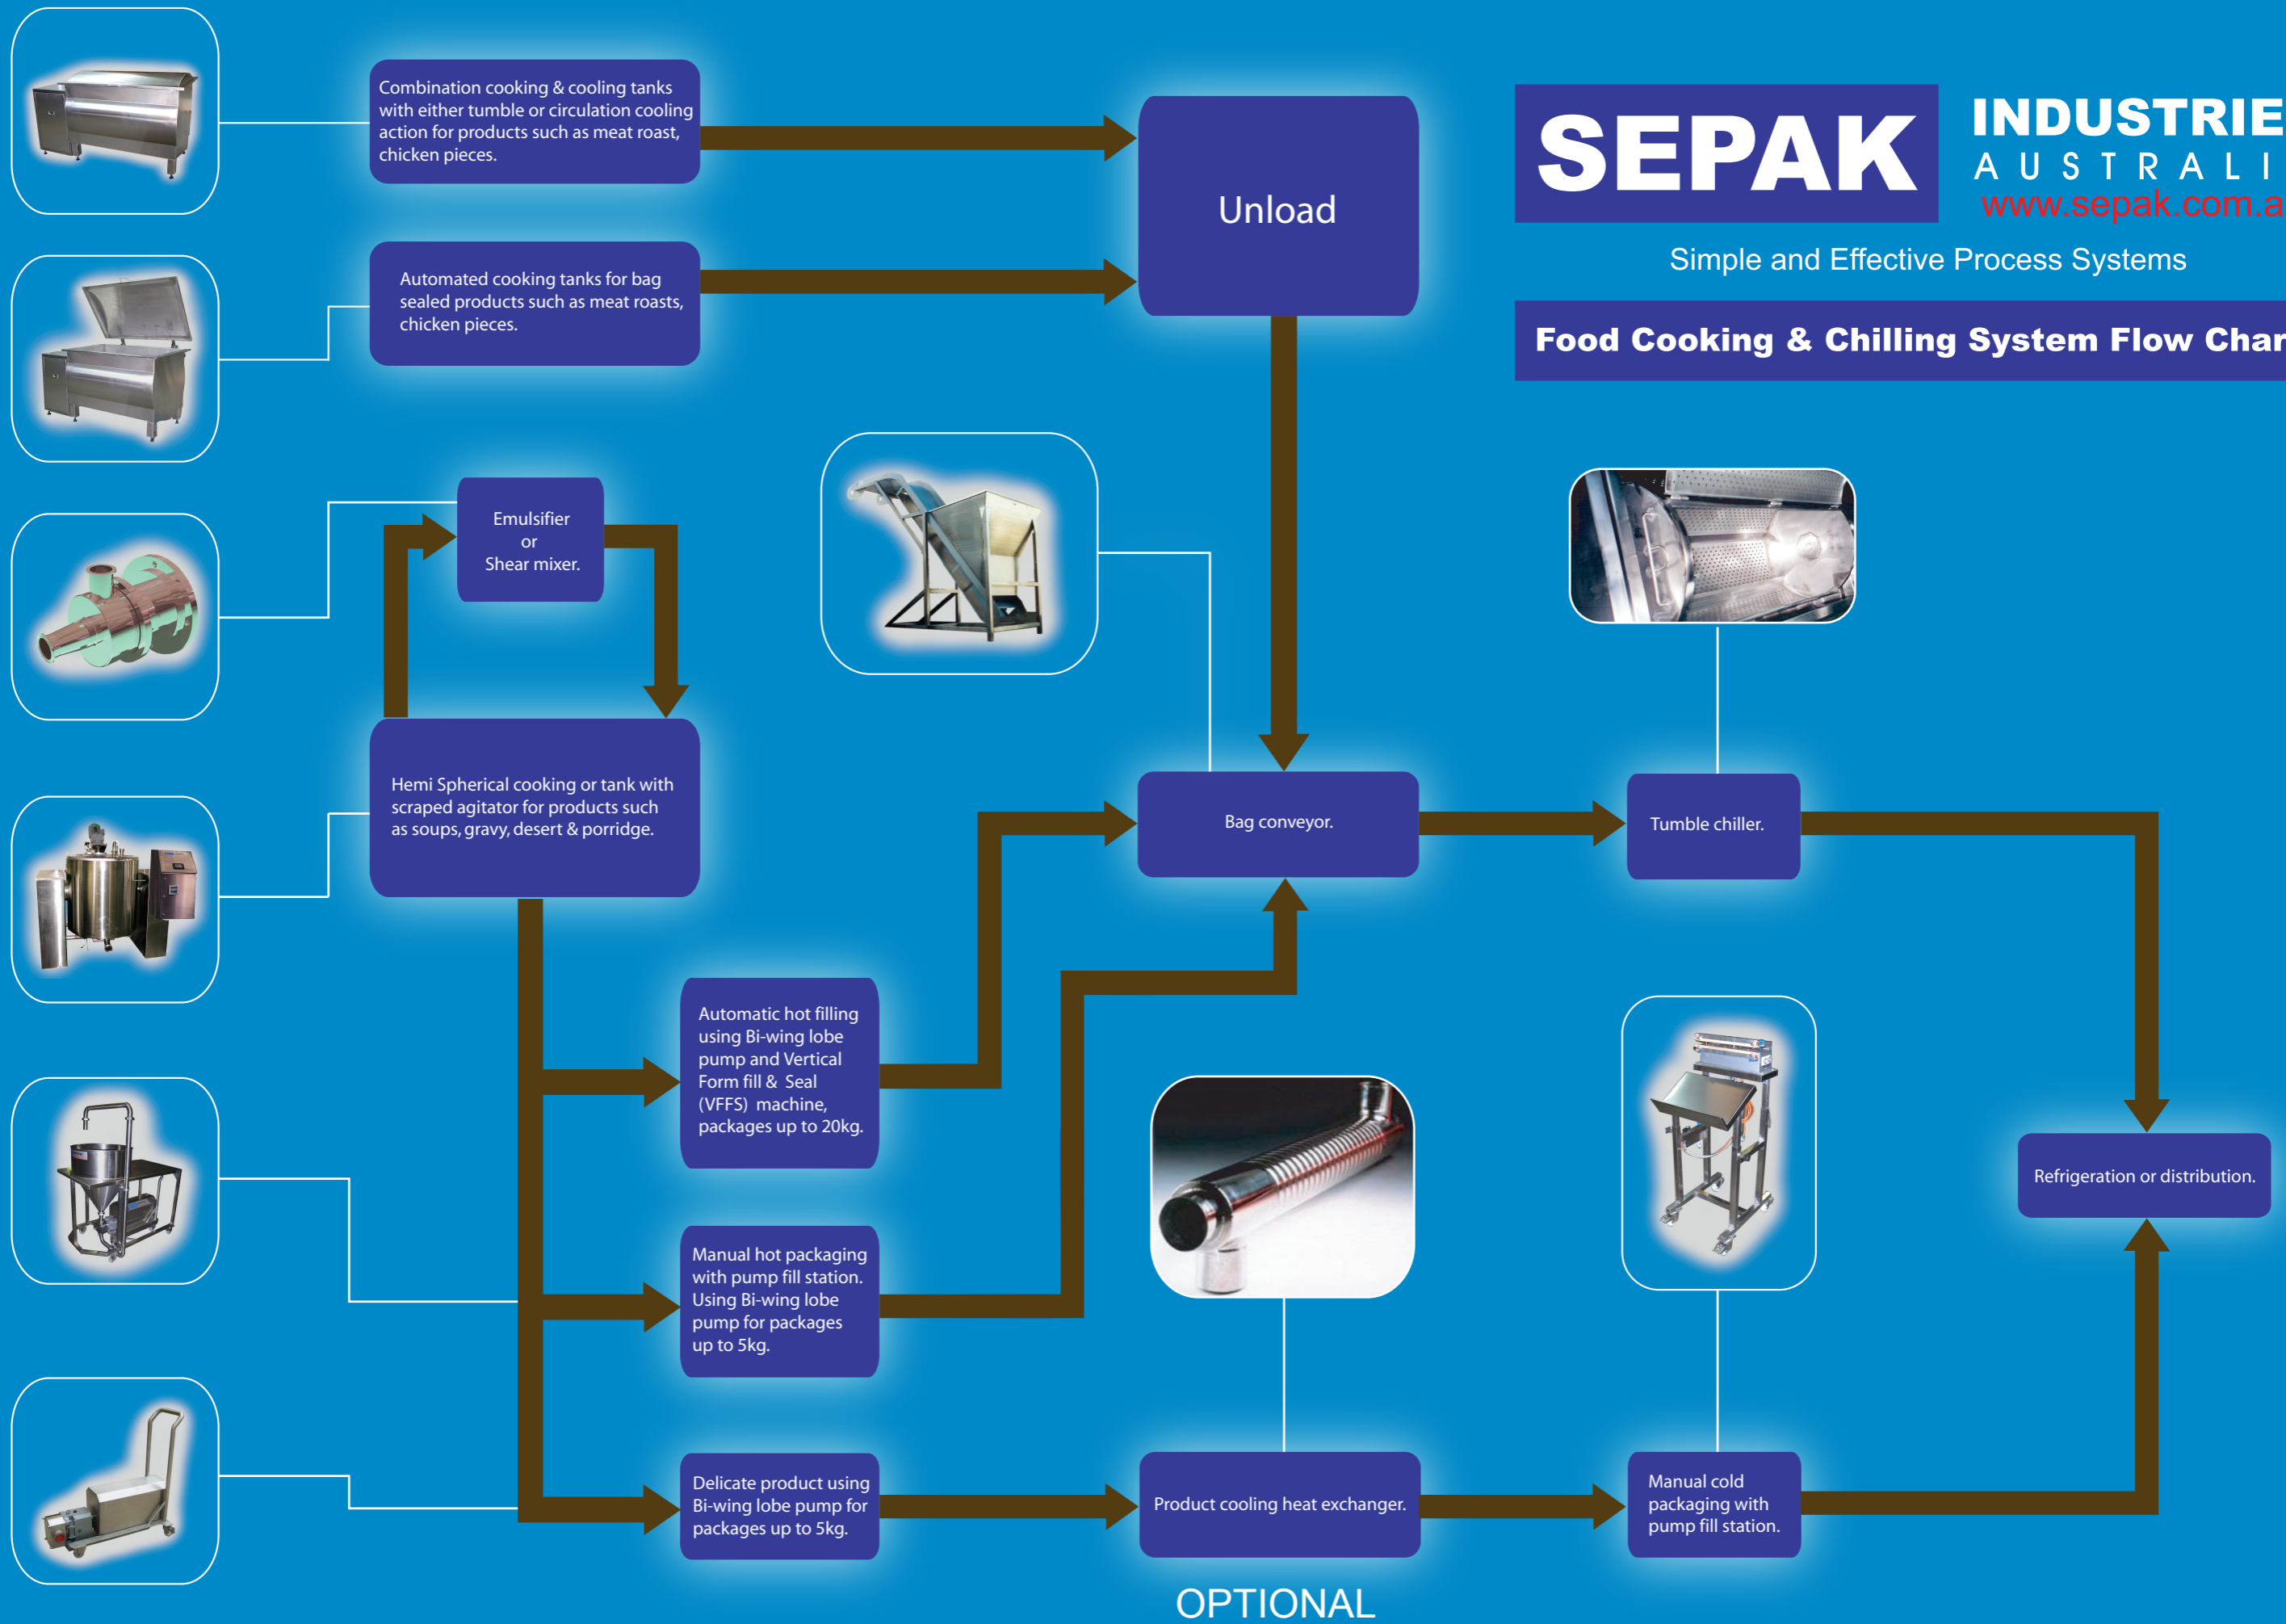 Combination cooking & cooling tanks
with either tumble or circulation cooling
action for products such as meat roast,
chicken pieces.
Unload
SEPAK
INDUSTRIE
AUSTRALI
www.sepak.com.a
Simple and Effective Process Systems
Food Cooking & Chilling System Flow Char
Automated cooking tanks for bag
sealed products such as meat roasts,
chicken pieces.
Emulsifier
or
Shear mixer.
Hemi Spherical cooking or tank with
scraped agitator for products such
as soups, gravy, desert & porridge.
Bag conveyor.
Tumble chiller.
Automatic hot filling
using Bi-wing lobe
pump and Vertical
Form fill & Seal
(VFFS) machine,
packages up to 20kg.
Refrigeration or distribution.
Manual hot packaging
with pump fill station.
Using Bi-wing lobe
pump for packages
up to 5kg.
Delicate product using
Bi-wing lobe pump for
packages up to 5kg.
Product cooling heat exchanger.
Manual cold
packaging with
pump fill station.
OPTIONAL